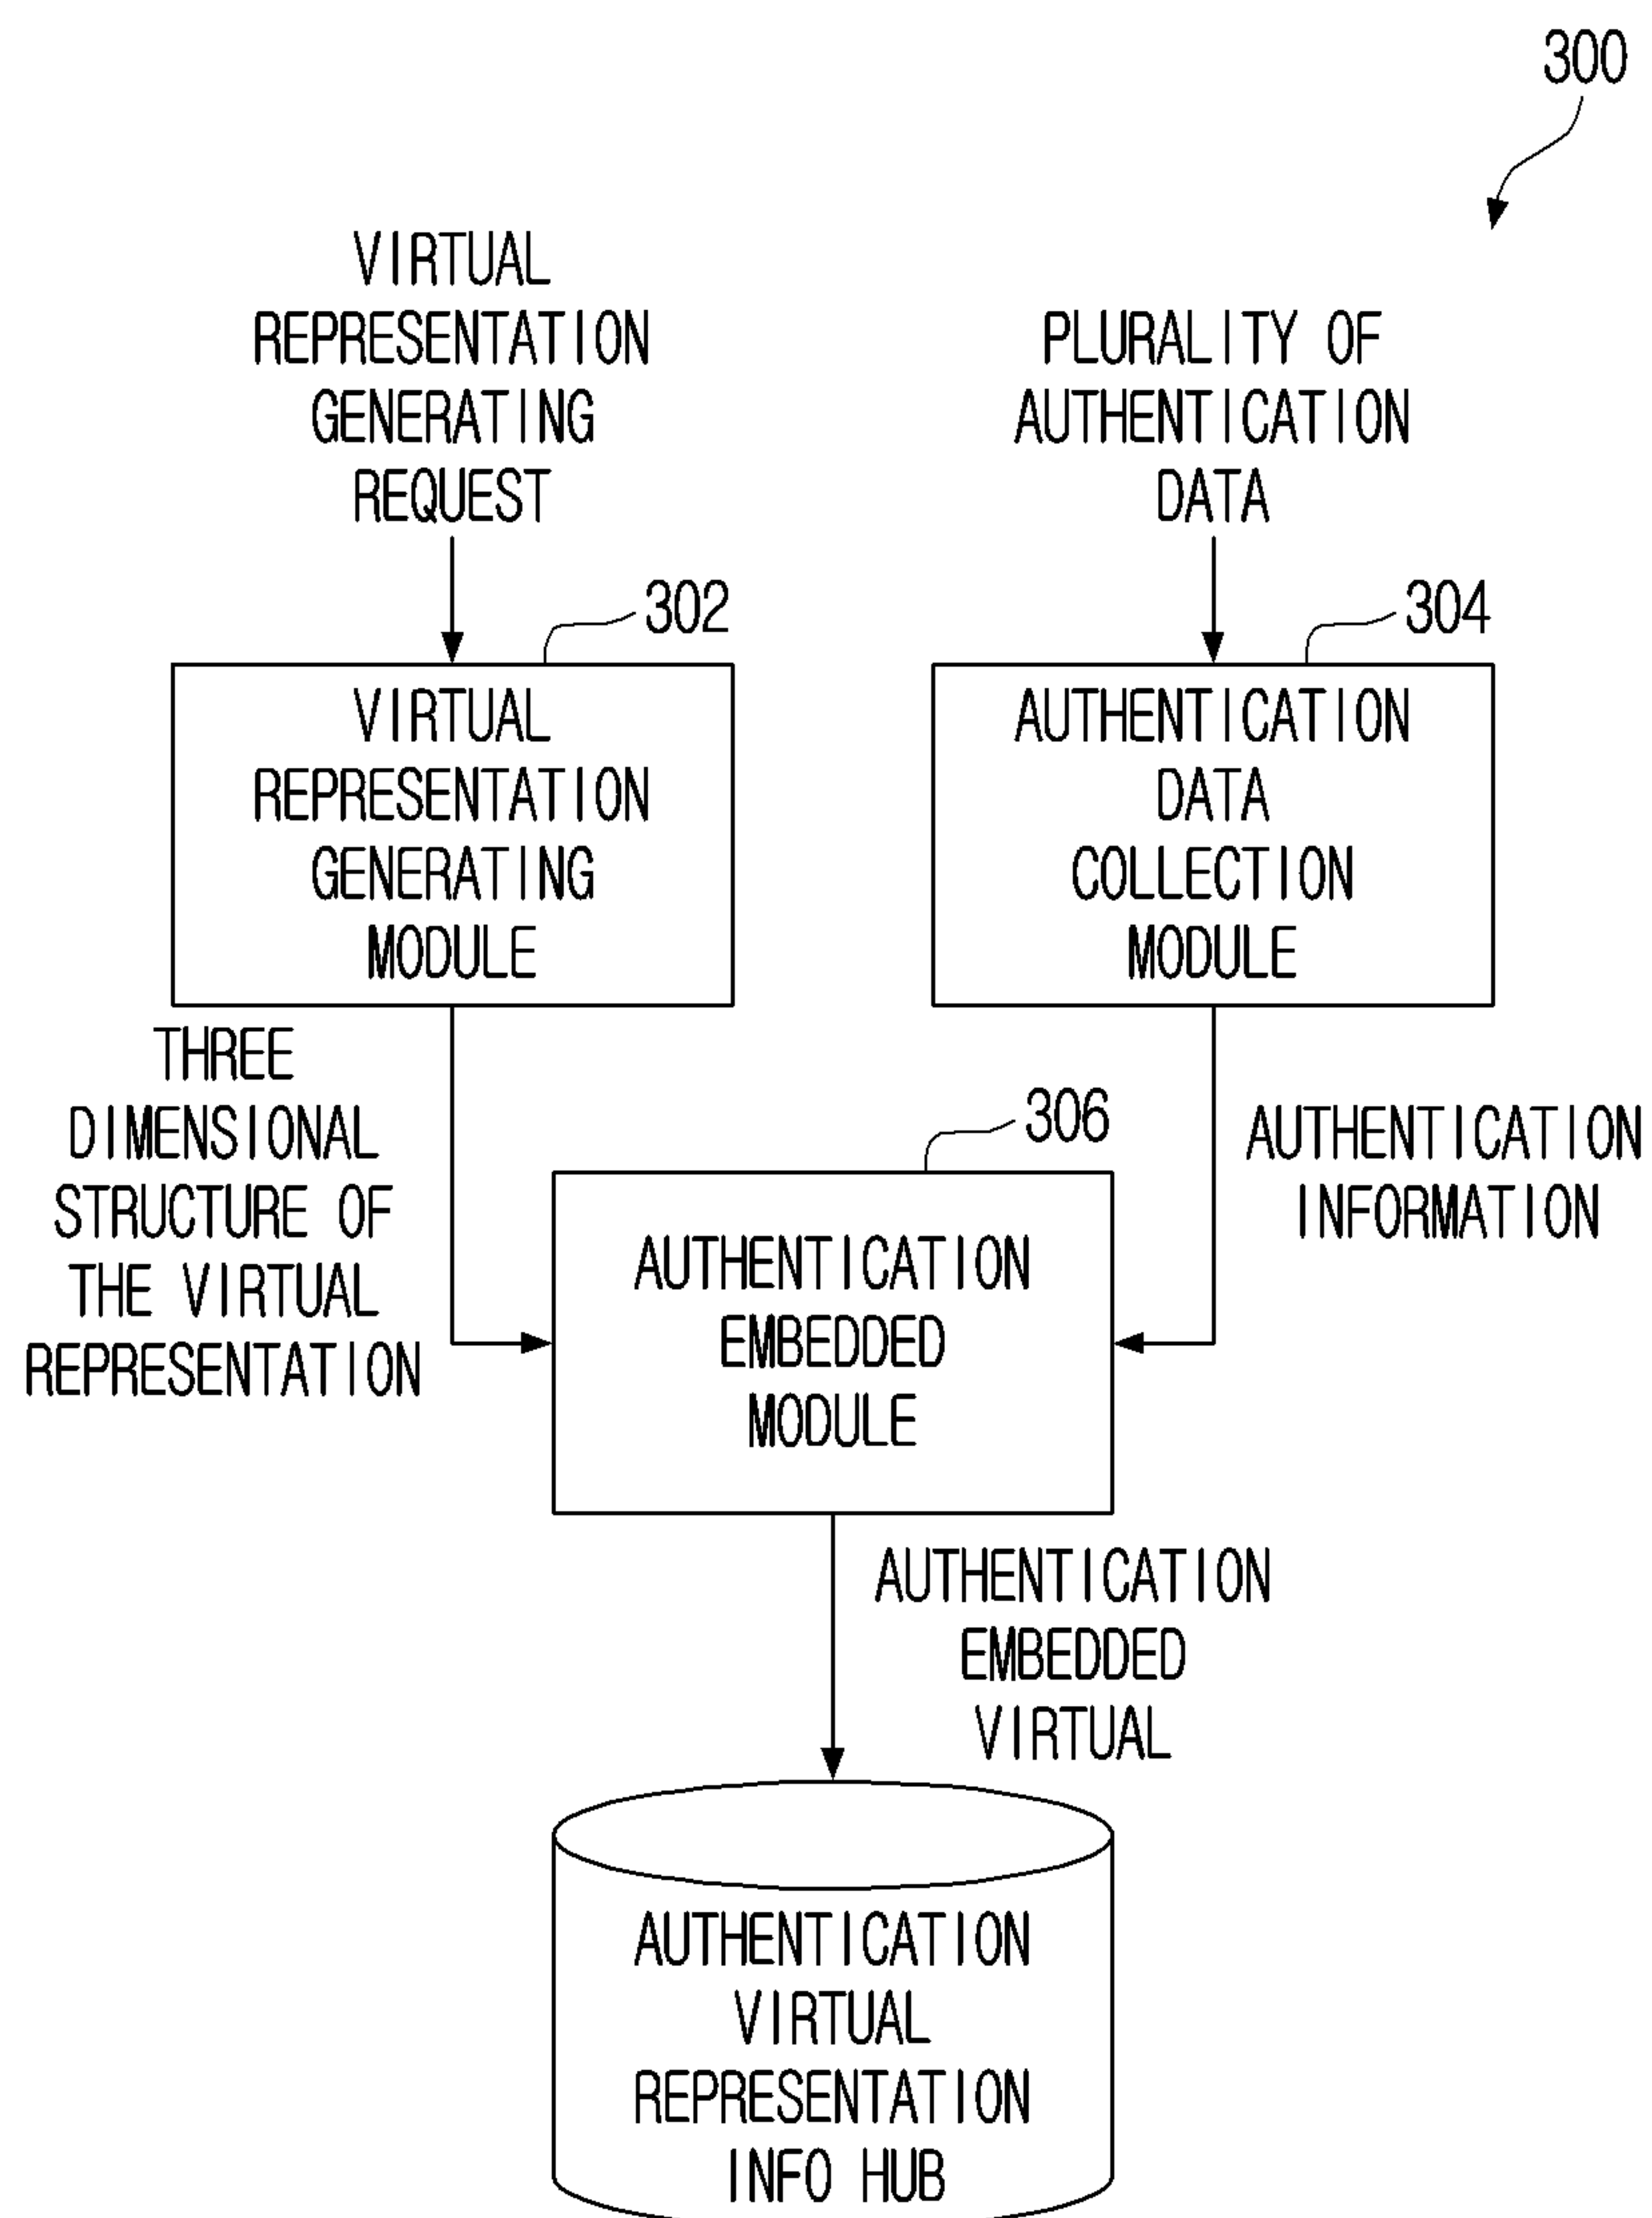 300
VIRTUAL
REPRESENTATION
GENERATING
REQUEST
PLURALITY OF
AUTHENTICATION
DATA
302
304
VIRTUAL
REPRESENTATION
GENERATING
MODULE
AUTHENTICATION
DATA
COLLECTION
MODULE
THREE
DIMENSIONAL
STRUCTURE OF
THE VIRTUAL
REPRESENTATION
306
AUTHENTICATION
INFORMATION
AUTHENTICATION
EMBEDDED
MODULE
AUTHENTICATION
EMBEDDED
VIRTUAL
AUTHENTICATION
VIRTUAL
REPRESENTATION
INFO HUB